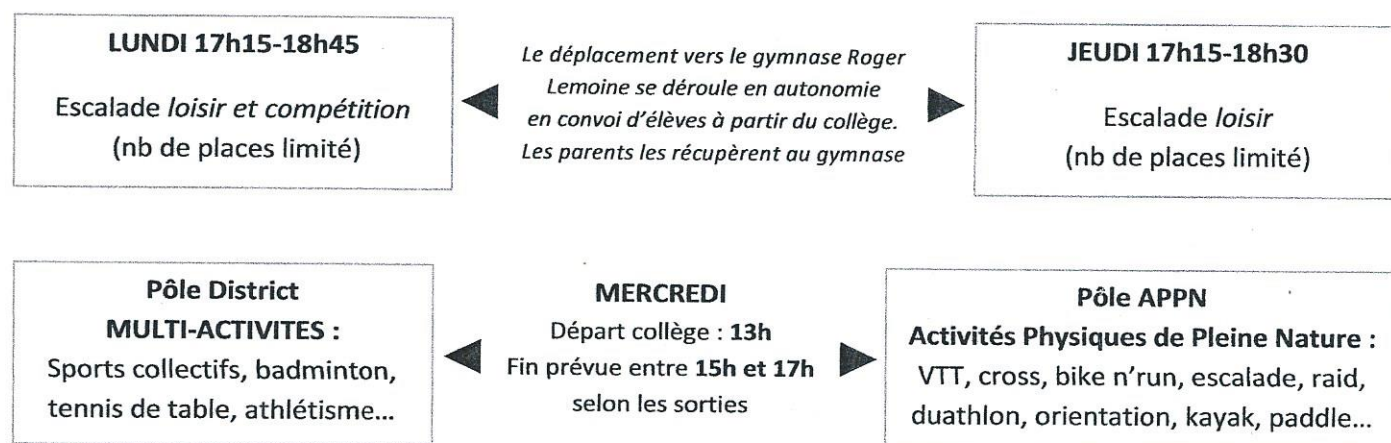 LUNDI 17h15-18h45
Escalade loisir et compétition
(nb de places limité)
Le déplacement vers le gymnase Roger
Lemoine se déroule en autonomie
en convoi d'élèves à partir du collège.
Les parents les récupèrent au gymnase
JEUDI 17h15-18h30
Escalade loisir
(nb de places limité)
Pôle District
MULTI-ACTIVITES :
Sports collectifs, badminton,
tennis de table, athlétisme...
MERCREDI
Départ collège : 13h
Fin prévue entre 15h et 17h
selon les sorties
Pôle APPN
Activités Physiques de Pleine Nature :
VTT, cross, bike n'run, escalade, raid,
duathlon, orientation, kayak, paddle...